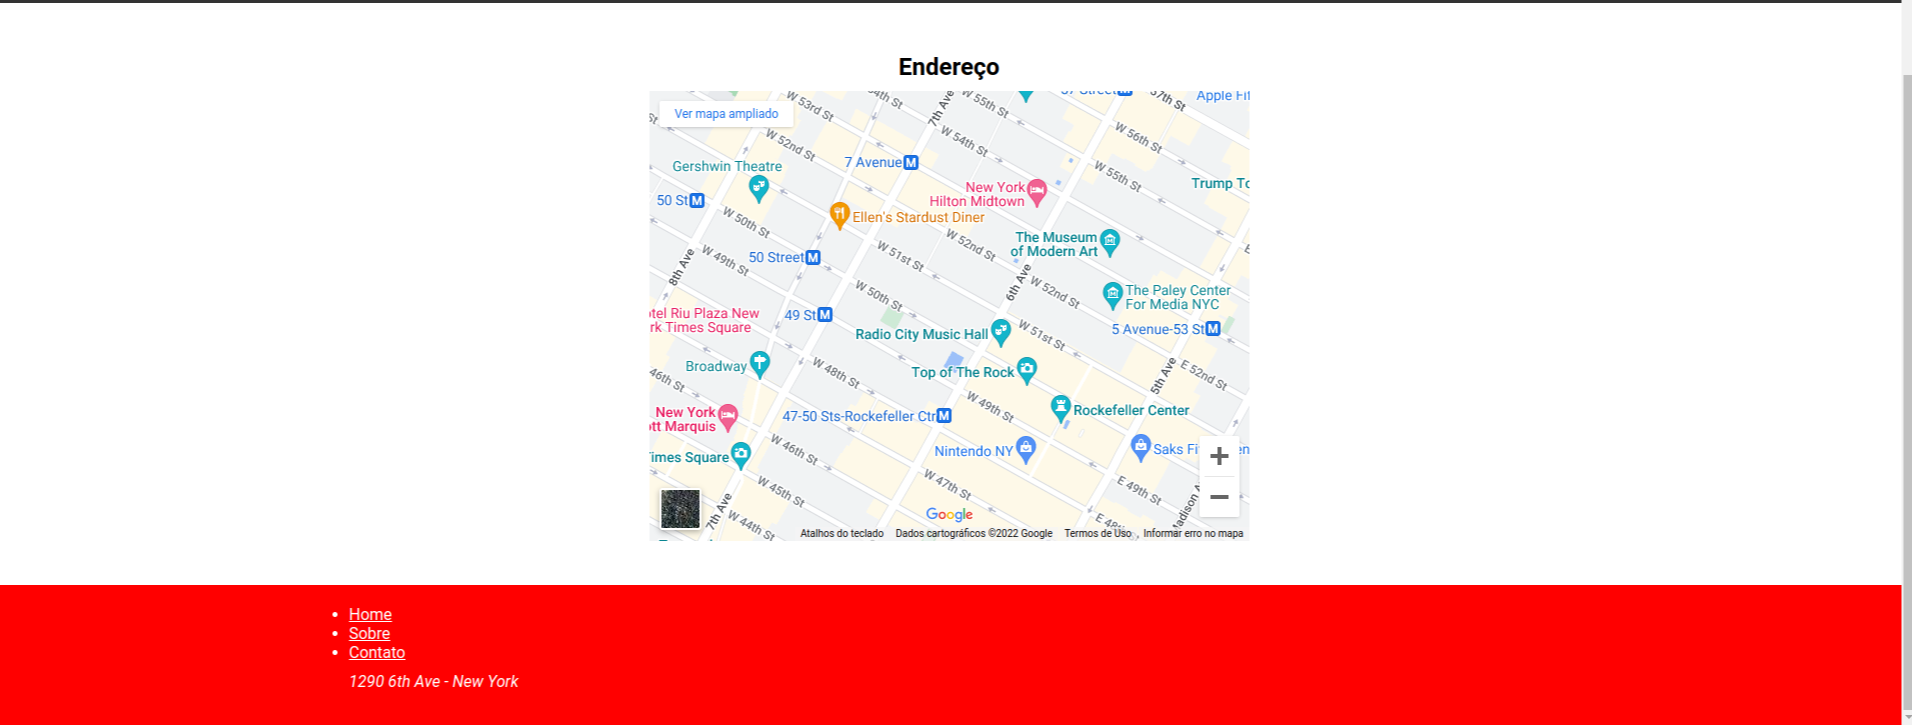 Endereço
Ver mapa ampliado
W 53rd St
W 55th St
57th St
Apple Fif
7th Ave
W 54th St
W 56th St
W 52nd St
7 Avenue M
Gershwin Theatre
W 55th St
Trump To
New York
Hilton Midtown
50 St M
W 50th St
Ellen's Stardust Diner
The Museum
of Modern Art
W 52nd St
W 51st St
W 49th St
50 Street M
8th Ave
6th Ave
W 52nd St
W 50th St
The Paley Center
For Media NYC
otel Riu Plaza New
rk Times Square
49 St M
5 Avenue-53 St M
Radio City Music Hall
W 51st St
Broadway
46th St
W 48th St
Top of The Rock
5th Ave
E 52nd St
W 49th St
Rockefeller Center
New York
tt Marquis
47-50 Sts-Rockefeller Ctr M
W 46th St
Nintendo NY
Saks Fi
Times Square
W 47th St
W 45th St
E 49th St
7th Ave
W 44th St
Google
Atalhos do teclado
Dados cartográficos ©2022 Google
Termos de Uso
Informar erro no mapa
• Home
• Sobre
• Contato
1290 6th Ave - New York